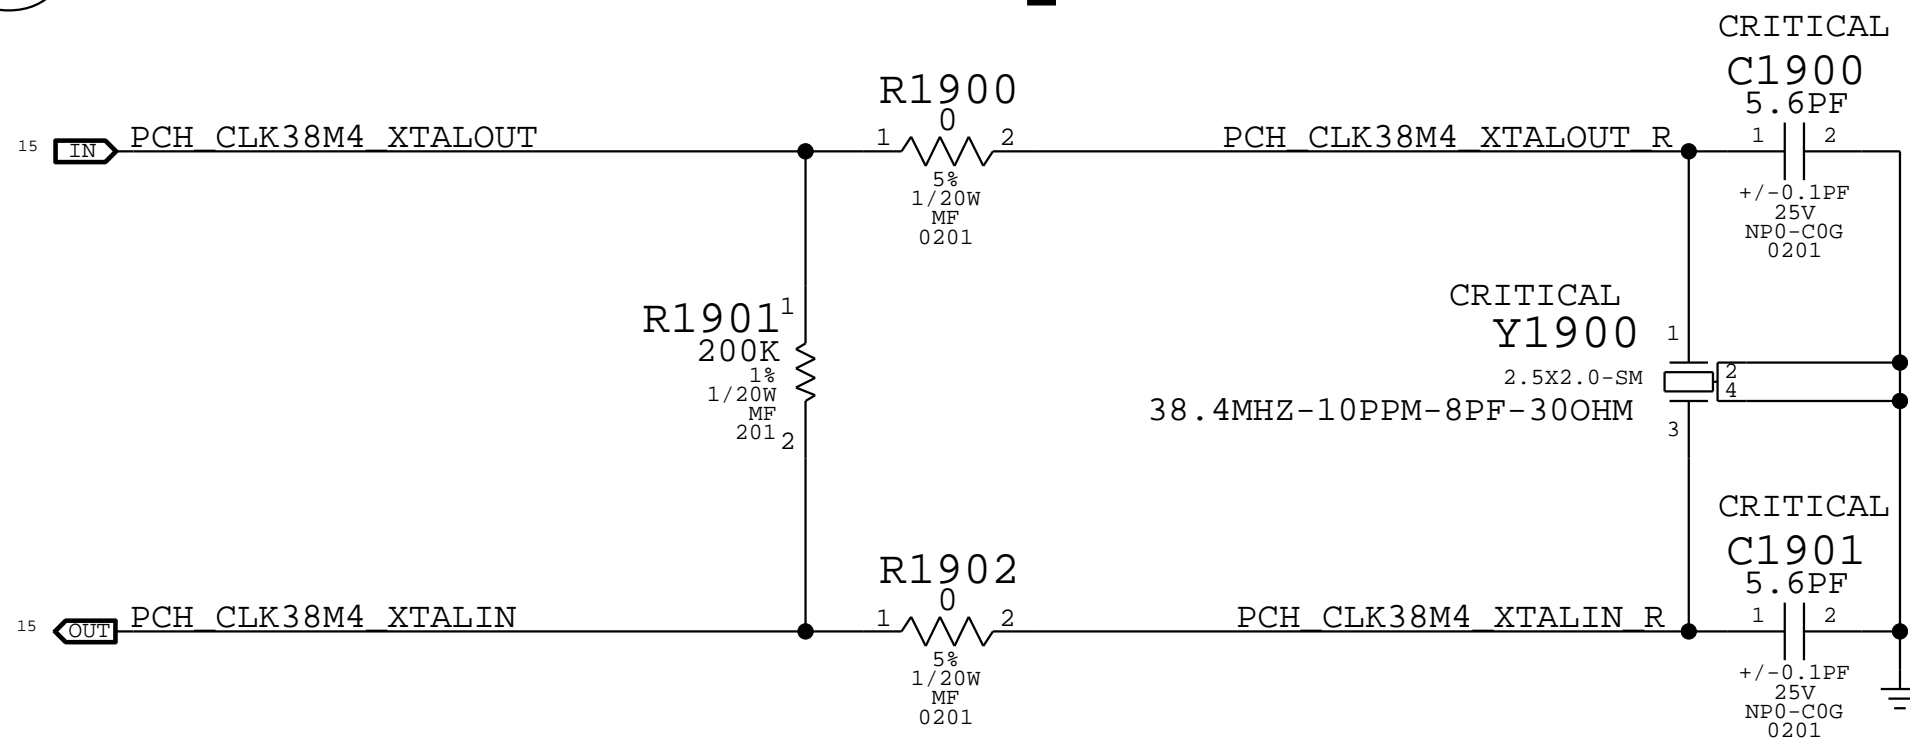 CRITICAL
C1900
5.6PF
1
2
+/-0.1PF
25V
NP0-C0G
0201
R1900
0
1
2
5%
1/20W
MF
0201
15
IN
PCH_CLK38M4_XTALOUT
PCH_CLK38M4_XTALOUT_R
R1901
1
200K
1%
1/20W
MF
201
2
CRITICAL
Y1900
1
2.5X2.0-SM
2
4
38.4MHZ-10PPM-8PF-30OHM
3
CRITICAL
C1901
5.6PF
1
2
+/-0.1PF
25V
NP0-C0G
0201
R1902
0
1
2
5%
1/20W
MF
0201
15
OUT
PCH_CLK38M4_XTALIN
PCH_CLK38M4_XTALIN_R